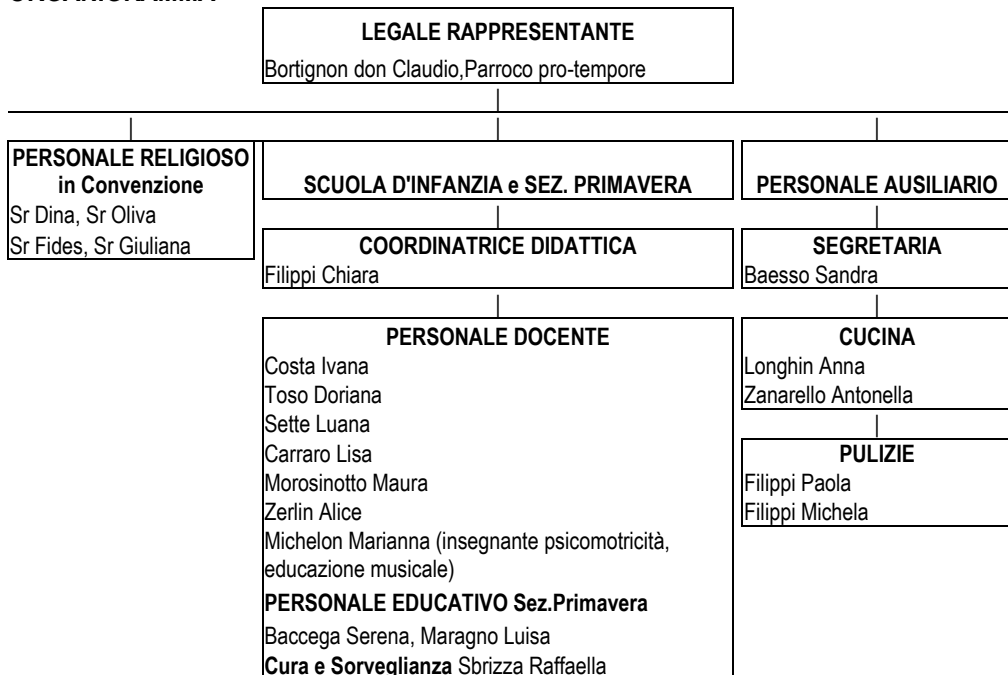 LEGALE RAPPRESENTANTE
Bortignon don Claudio,Parroco pro-tempore
PERSONALE RELIGIOSO
in Convenzione
Sr Dina, Sr Oliva
Sr Fides, Sr Giuliana
SCUOLA D'INFANZIA e SEZ. PRIMAVERA
COORDINATRICE DIDATTICA
Filippi Chiara
PERSONALE DOCENTE
Costa Ivana
Toso Doriana
Sette Luana
Carraro Lisa
Morosinotto Maura
Zerlin Alice
Michelon Marianna (insegnante psicomotricità,
educazione musicale)
PERSONALE EDUCATIVO Sez.Primavera
Baccega Serena, Maragno Luisa
Cura e Sorveglianza Sbrizza Raffaella
PERSONALE AUSILIARIO
SEGRETARIA
Baesso Sandra
CUCINA
Longhin Anna
Zanarello Antonella
PULIZIE
Filippi Paola
Filippi Michela